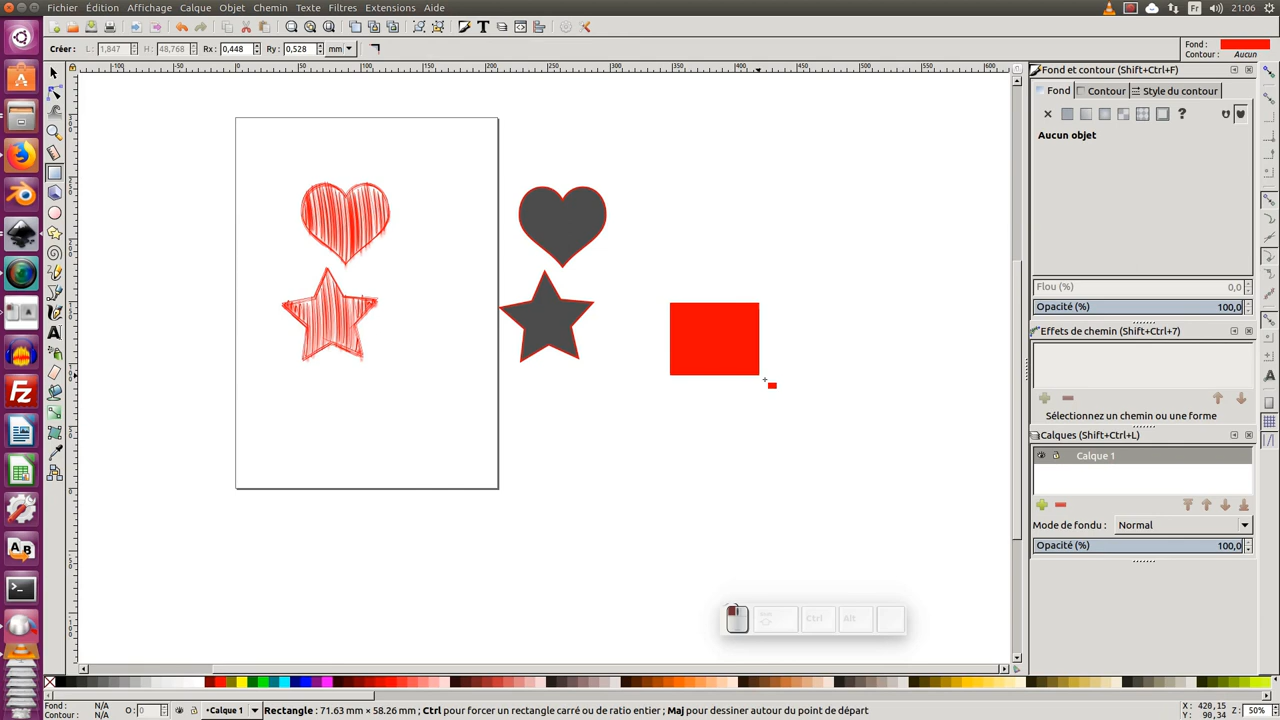 Fichier Édition Affichage Calque Objet Chemin Texte Filtres Extensions Aide
Fr 21:06
Créer : L: 1,847 H: 48,768 Rx: 0,448 Ry: 0,528 mm
Fond :
Contour : Aucun
Fond et contour (Shift+Ctrl+F)
Fond Contour Style du contour
Aucun objet
Flou (%) 0,0
Opacité (%) 100,0
Effets de chemin (Shift+Ctrl+7)
Sélectionnez un chemin ou une forme
Calques (Shift+Ctrl+L)
Calque 1
Mode de fondu : Normal
Opacité (%) 100,0
Ctrl Alt
Fond : N/A
Contour : N/A
O: 0
•Calque 1
Rectangle : 71.63 mm × 58.26 mm ; Ctrl pour forcer un rectangle carré ou de ratio entier ; Maj pour dessiner autour du point de départ
X: 420,15
Y: 90,34
Z: 50%